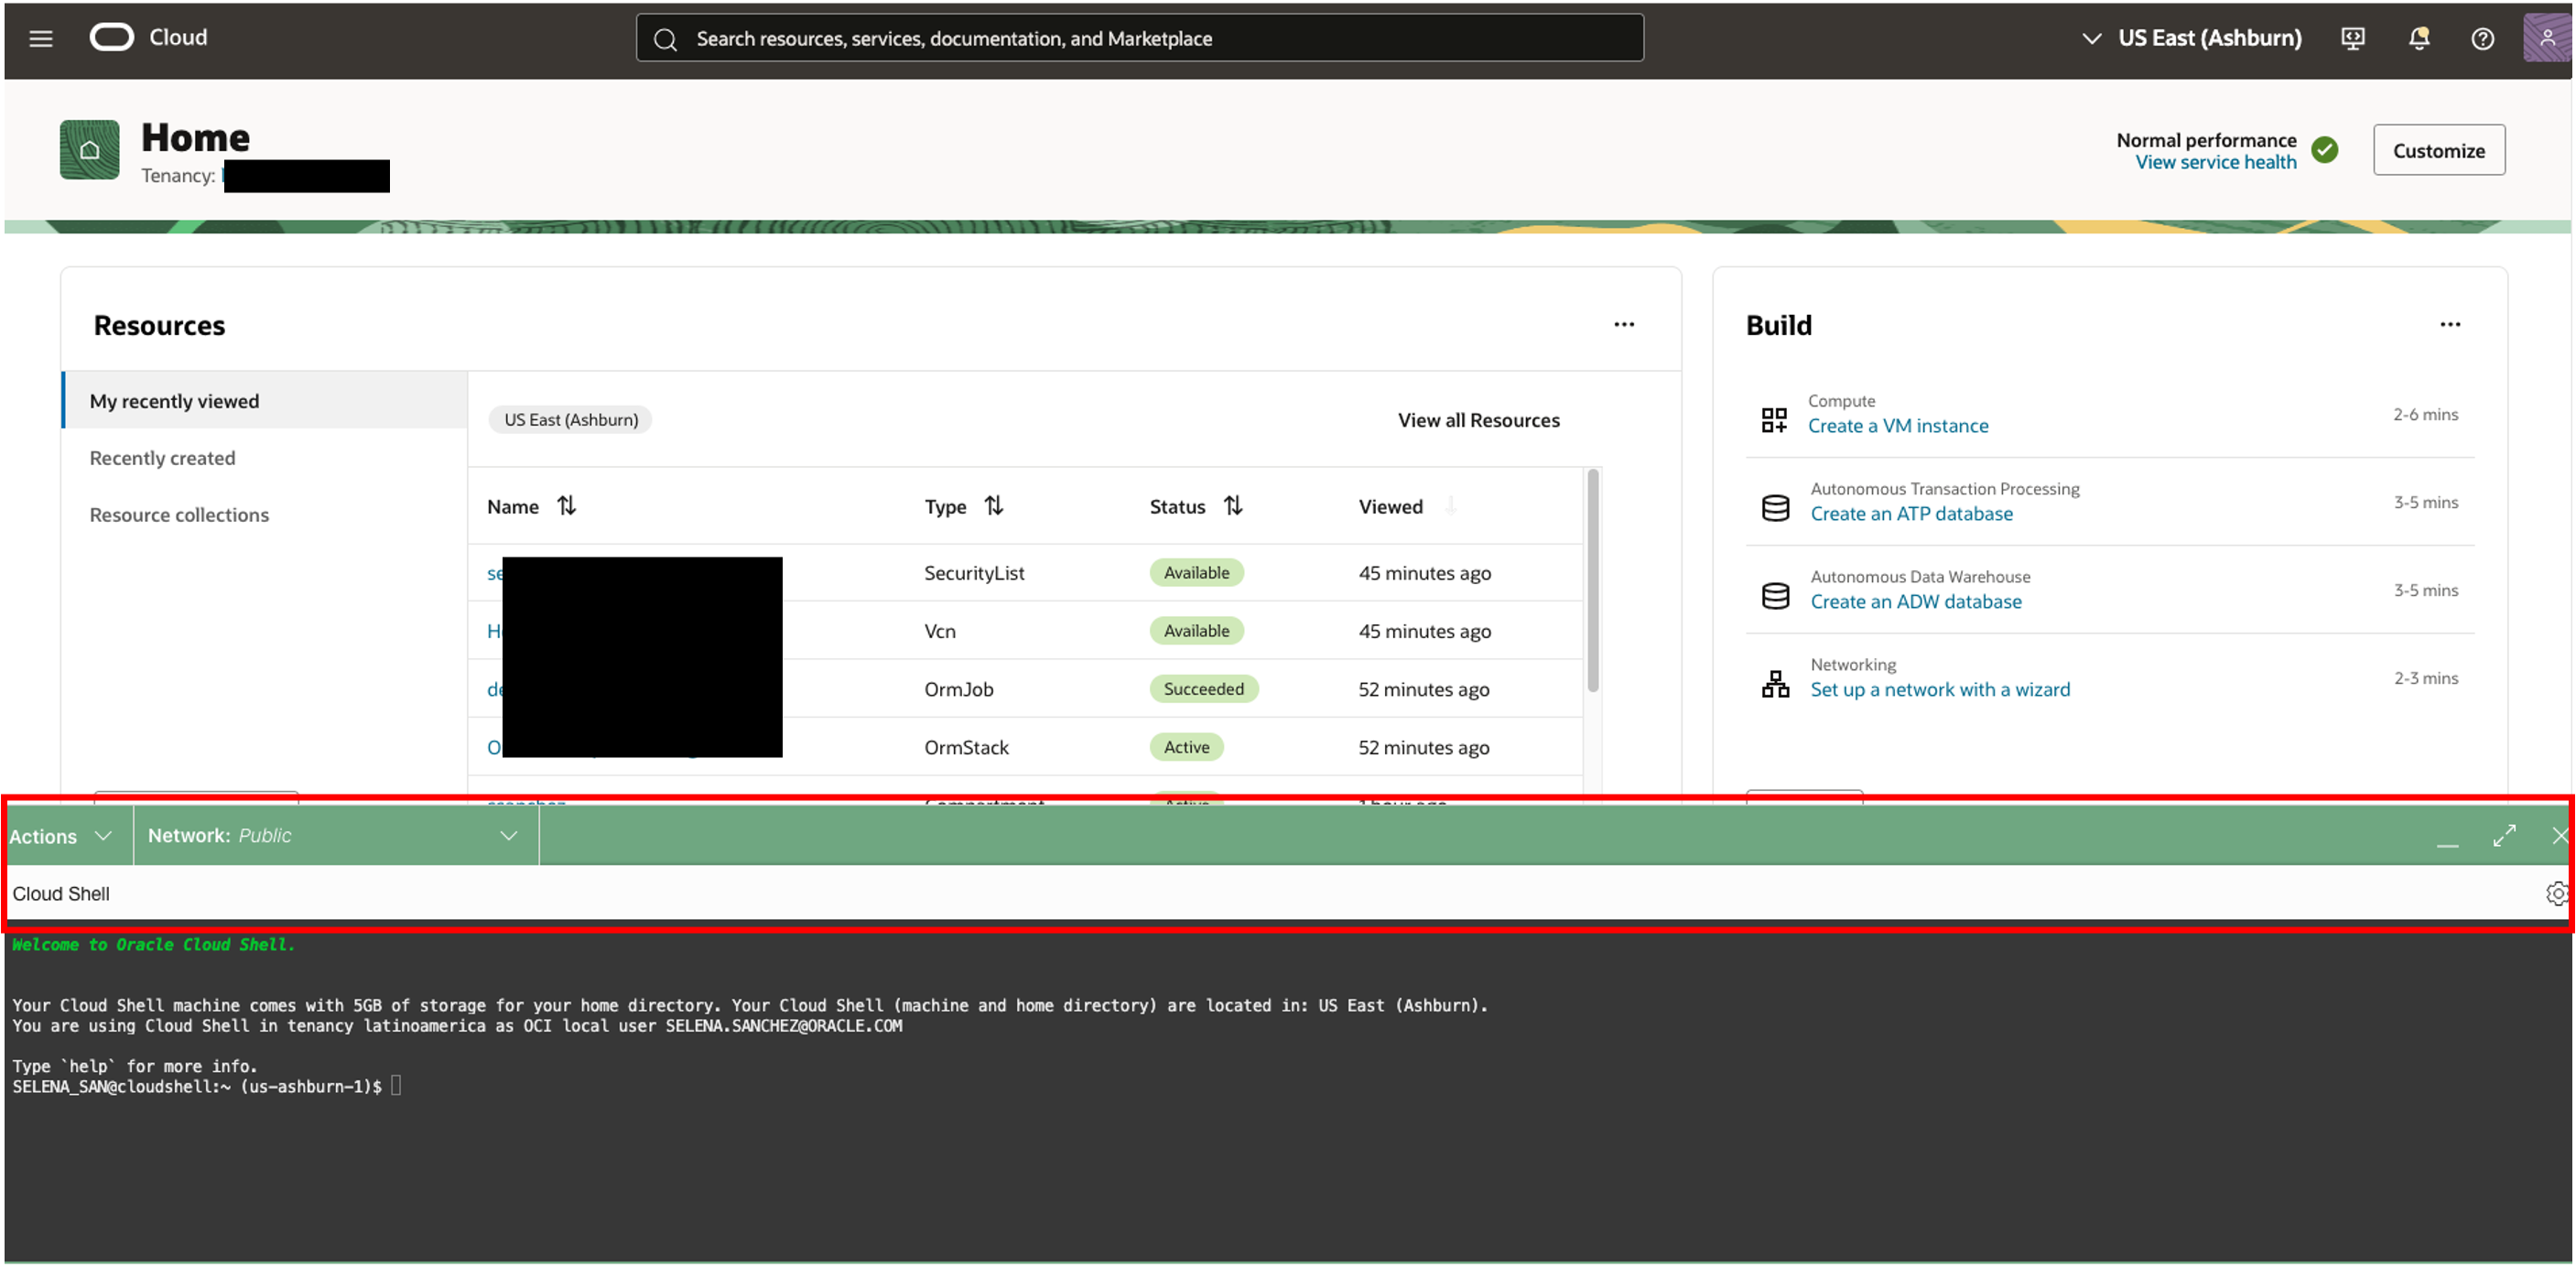 Cloud
Search resources, services, documentation, and Marketplace
US East (Ashburn)
Home
Tenancy:
Normal performance
View service health
Customize
Resources
Build
My recently viewed
Recently created
Resource collections
US East (Ashburn)
View all Resources
Name Type Status Viewed
SecurityList Available 45 minutes ago
Vcn Available 45 minutes ago
OrmJob Succeeded 52 minutes ago
OrmStack Active 52 minutes ago
Compartment Active 1 hour ago
Compute
Create a VM instance
2-6 mins
Autonomous Transaction Processing
Create an ATP database
3-5 mins
Autonomous Data Warehouse
Create an ADW database
3-5 mins
Networking
Set up a network with a wizard
2-3 mins
Actions
Network: Public
Cloud Shell
Welcome to Oracle Cloud Shell.
Your Cloud Shell machine comes with 5GB of storage for your home directory. Your Cloud Shell (machine and home directory) are located in: US East (Ashburn).
You are using Cloud Shell in tenancy latinoamerica as OCI local user SELENA.SANCHEZ@ORACLE.COM
Type `help` for more info.
SELENA_SAN@cloudshell:~ (us-ashburn-1)$